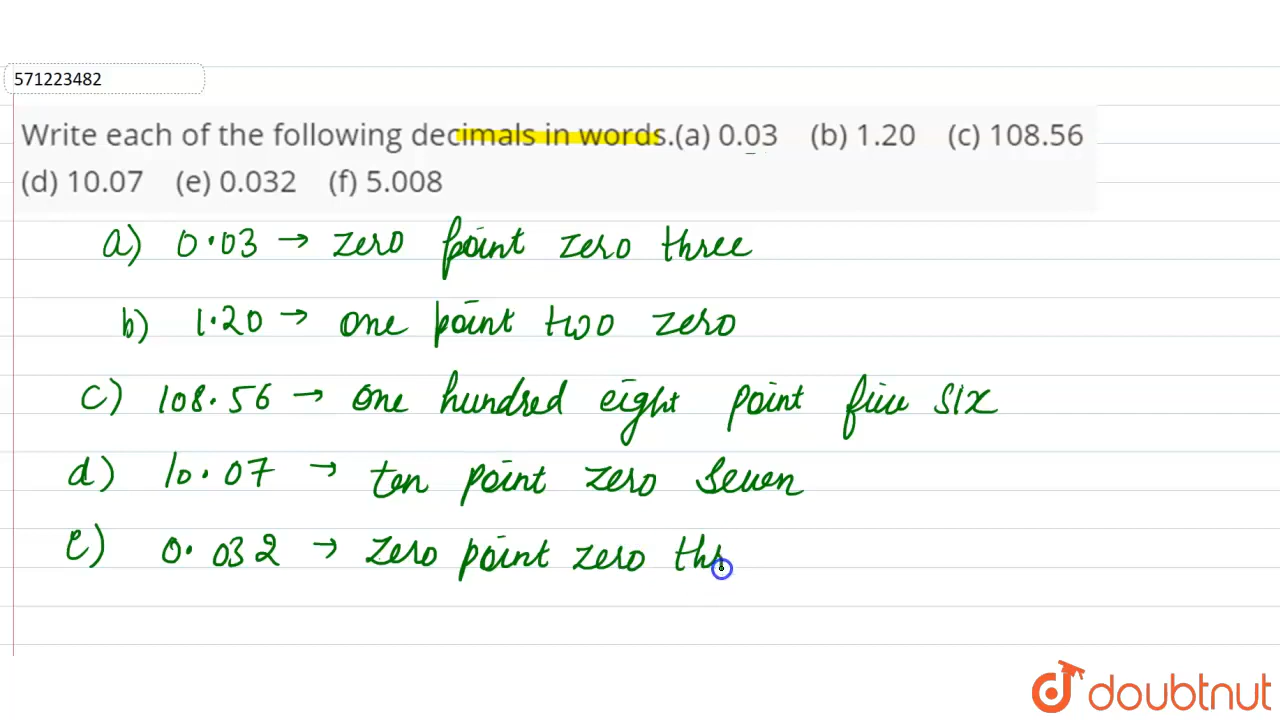 571223482
Write each of the following decimals in words.(a) 0.03 (b) 1.20 (c) 108.56
(d) 10.07 (e) 0.032 (f) 5.008
a) 0.03 → zero point zero three
b) 1.20 → one point two zero
c) 108.56 → one hundred eight point five six
d) 10.07 → ten point zero seven
e) 0.032 → zero point zero thr
doubtnut